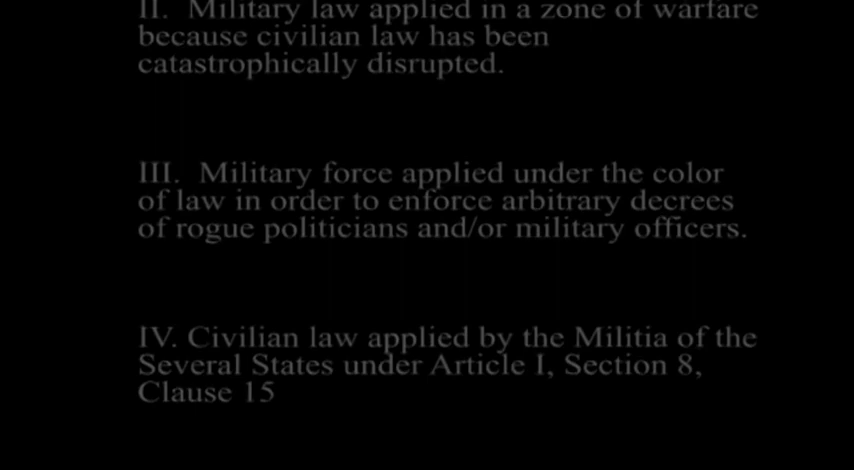 II.  Military law applied in a zone of warfare
because civilian law has been
catastrophically disrupted.
III.  Military force applied under the color
of law in order to enforce arbitrary decrees
of rogue politicians and/or military officers.
IV. Civilian law applied by the Militia of the
Several States under Article I, Section 8,
Clause 15